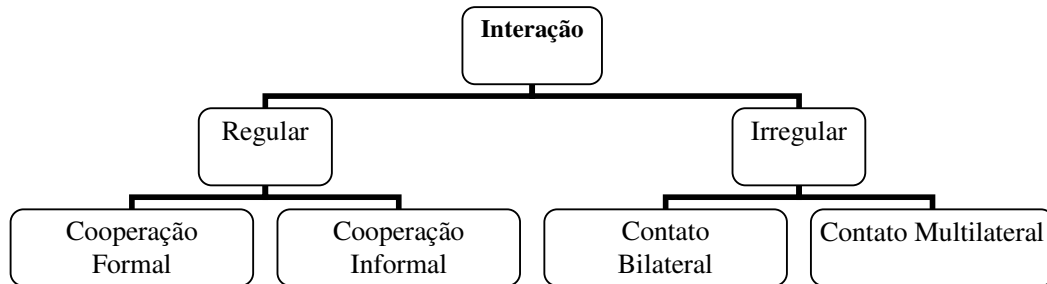 Interação
Regular
Irregular
Cooperação
Formal
Cooperação
Informal
Contato
Bilateral
Contato Multilateral